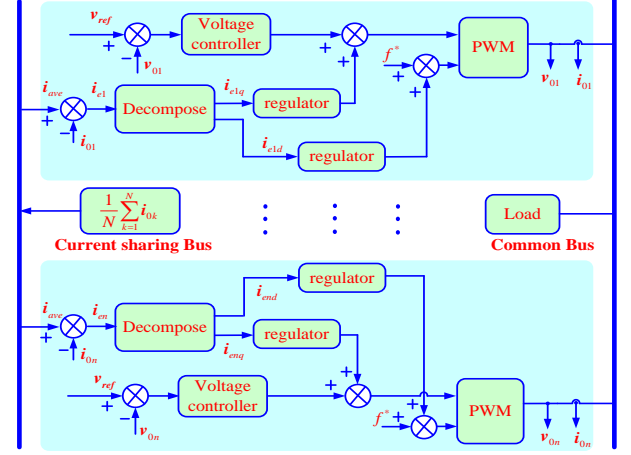 v_ref
+
−
v_01
Voltage
controller
+
+
f*
+
+
PWM
v_01
i_01
i_ave
+
−
i_01
i_e1
Decompose
i_e1q
regulator
i_e1d
regulator
1/N ∑_{k=1}^{N} i_0k
Current sharing Bus
Load
Common Bus
i_ave
+
−
i_0n
i_en
Decompose
i_end
regulator
i_enq
regulator
v_ref
+
−
v_0n
Voltage
controller
+
+
f*
+
+
PWM
v_0n
i_0n